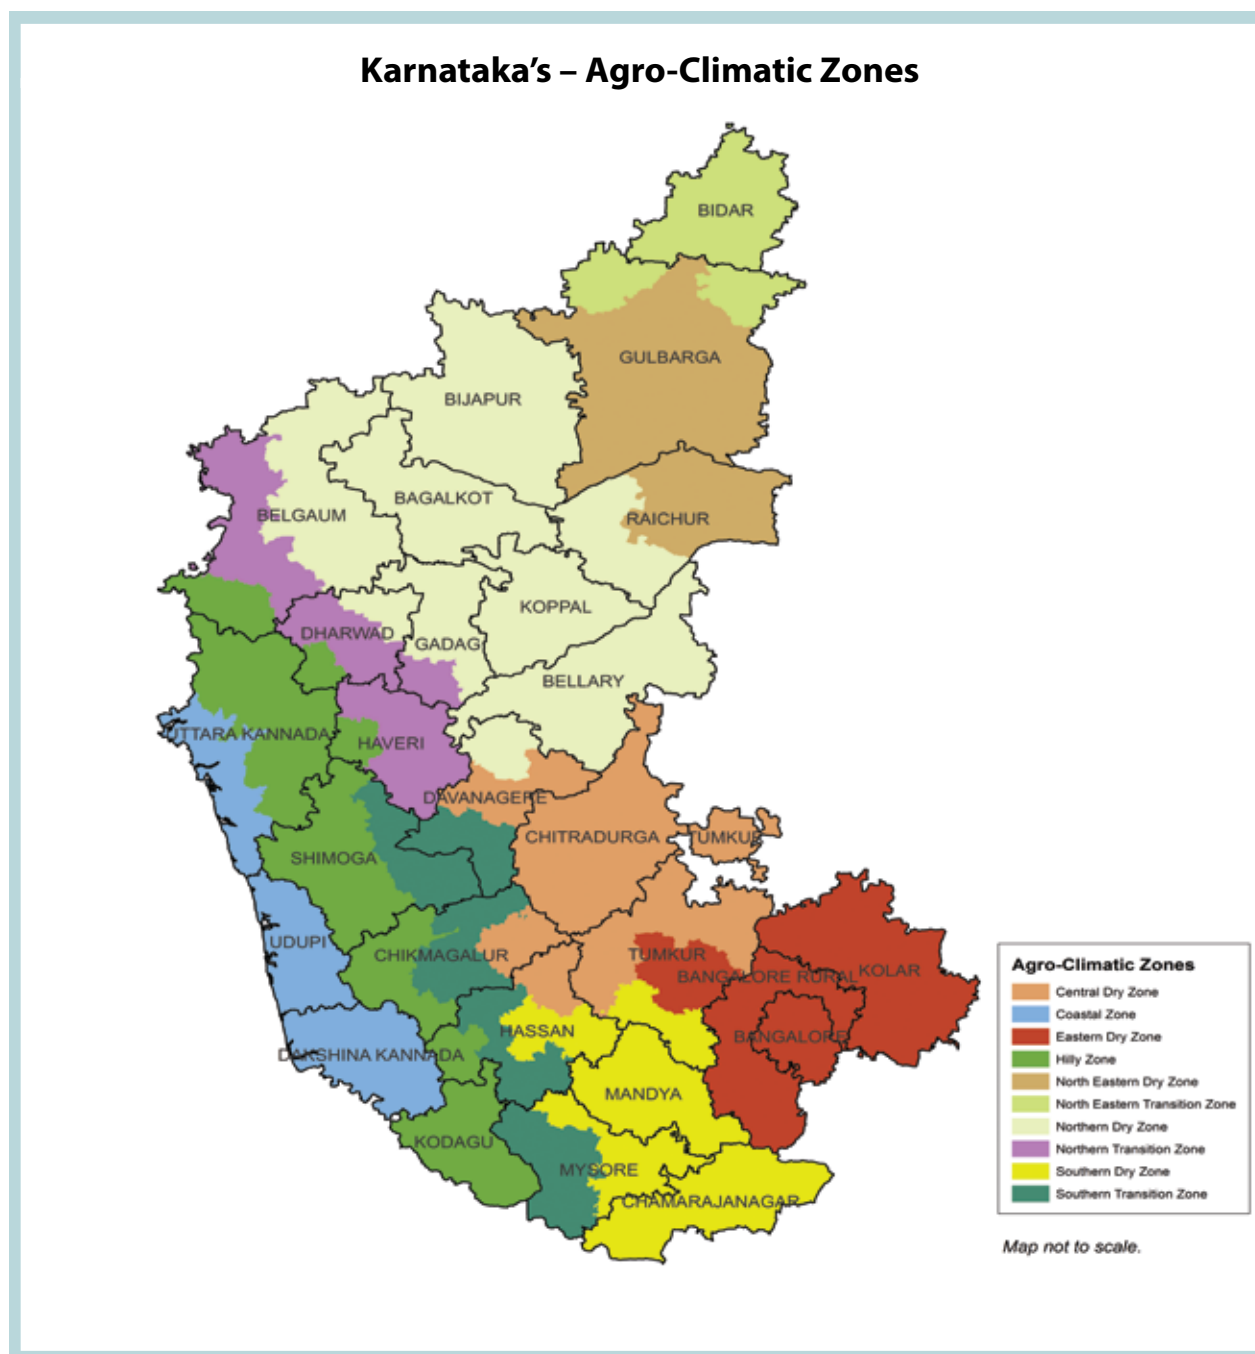 Karnataka's – Agro-Climatic Zones
BIDAR
GULBARGA
BIJAPUR
BAGALKOT
BELGAUM
RAICHUR
KOPPAL
DHARWAD
GADAG
BELLARY
UTTARA KANNADA
HAVERI
DAVANAGERE
CHITRADURGA
TUMKUR
SHIMOGA
UDUPI
CHIKMAGALUR
TUMKUR
BANGALORE RURAL
KOLAR
HASSAN
BANGALORE
DAKSHINA KANNADA
MANDYA
KODAGU
MYSORE
CHAMARAJANAGAR
Agro-Climatic Zones
Central Dry Zone
Coastal Zone
Eastern Dry Zone
Hilly Zone
North Eastern Dry Zone
North Eastern Transition Zone
Northern Dry Zone
Northern Transition Zone
Southern Dry Zone
Southern Transition Zone
Map not to scale.